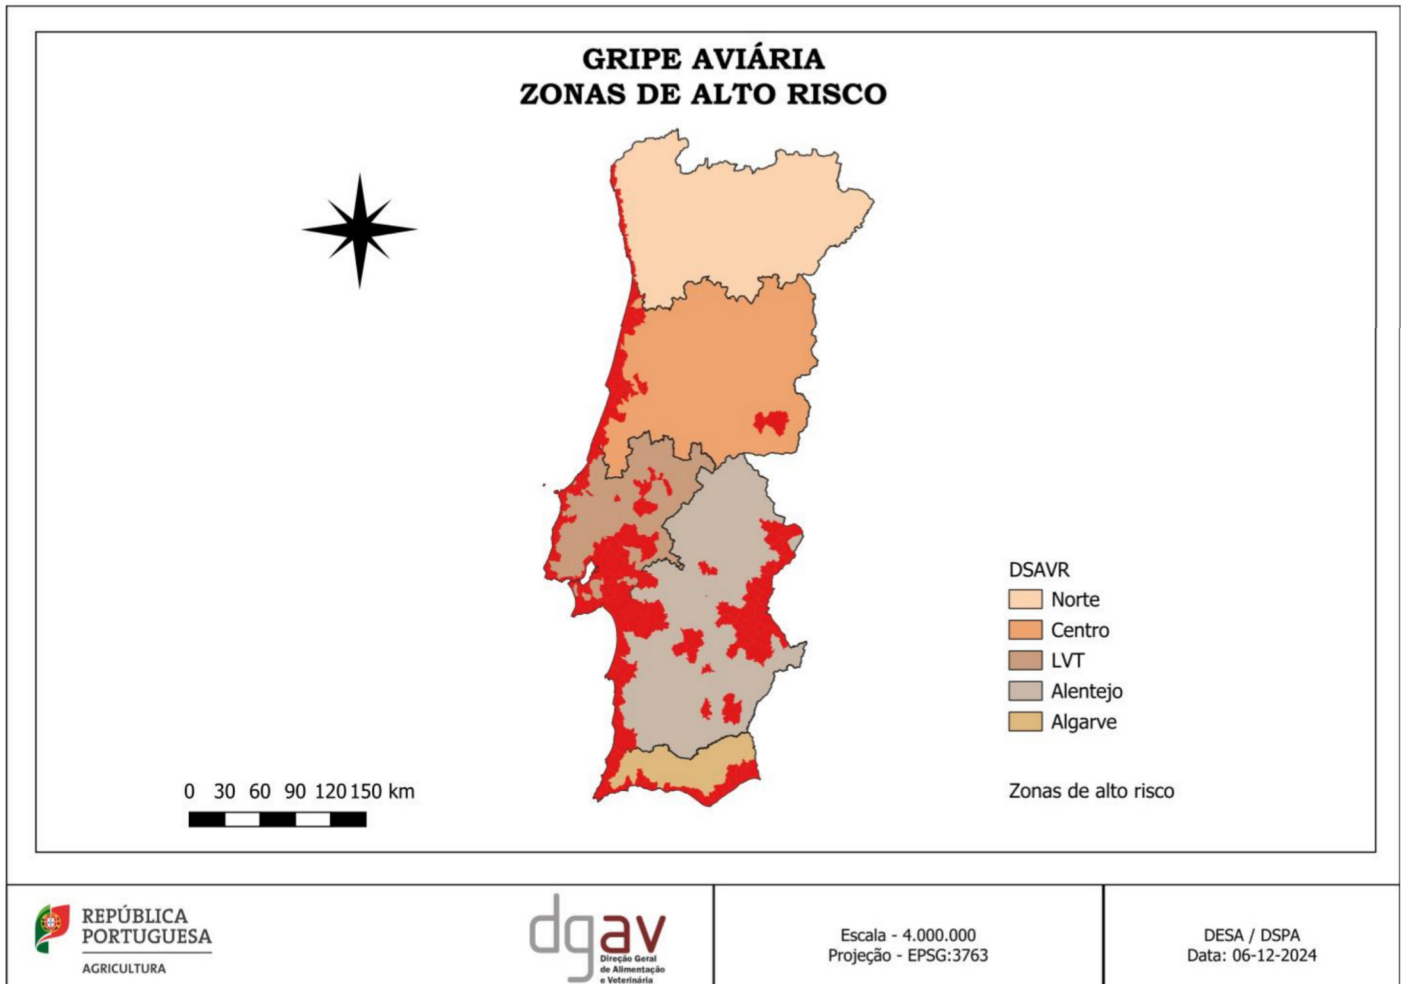 GRIPE AVIÁRIA
ZONAS DE ALTO RISCO
DSAVR
Norte
Centro
LVT
Alentejo
Algarve
0 30 60 90 120 150 km
Zonas de alto risco
REPÚBLICA
PORTUGUESA
AGRICULTURA
dgav
Direção Geral
de Alimentação
e Veterinária
Escala - 4.000.000
Projeção - EPSG:3763
DESA / DSPA
Data: 06-12-2024